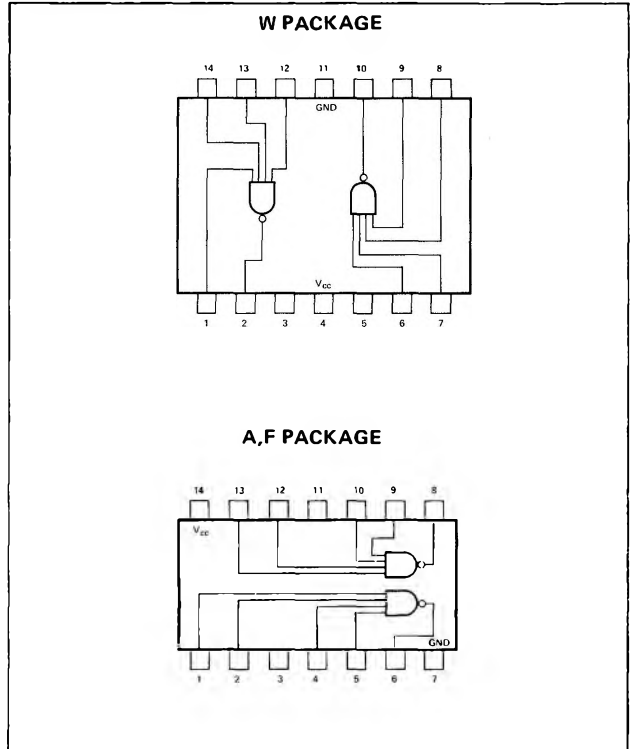 W PACKAGE
14 13 12 11 10 9 8
GND
Vcc
1 2 3 4 5 6 7
A,F PACKAGE
14 13 12 11 10 9 8
Vcc
GND
1 2 3 4 5 6 7